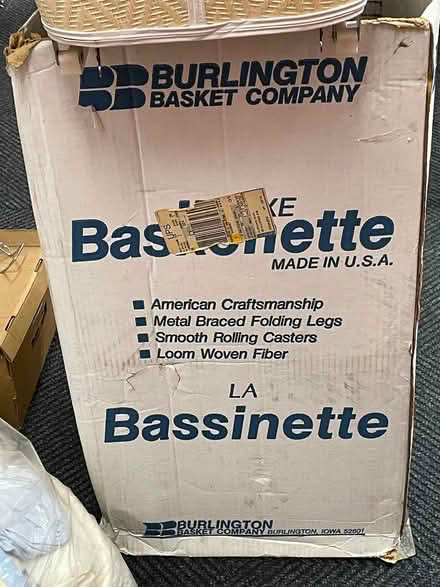 BURLINGTON
BASKET COMPANY
Baskonette
MADE IN U.S.A.
American Craftsmanship
Metal Braced Folding Legs
Smooth Rolling Casters
Loom Woven Fiber
LA
Bassinette
BURLINGTON
BASKET COMPANY BURLINGTON, IOWA 52601